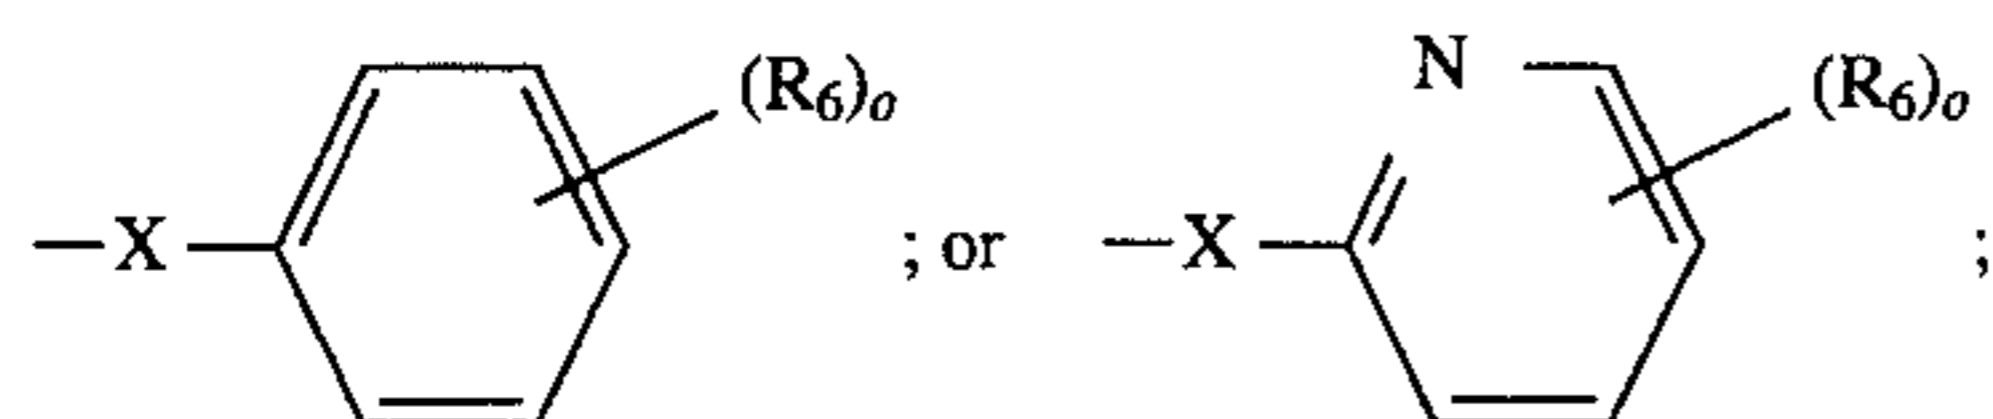 (R₆)ₒ N (R₆)ₒ
—X— ; or —X— ;